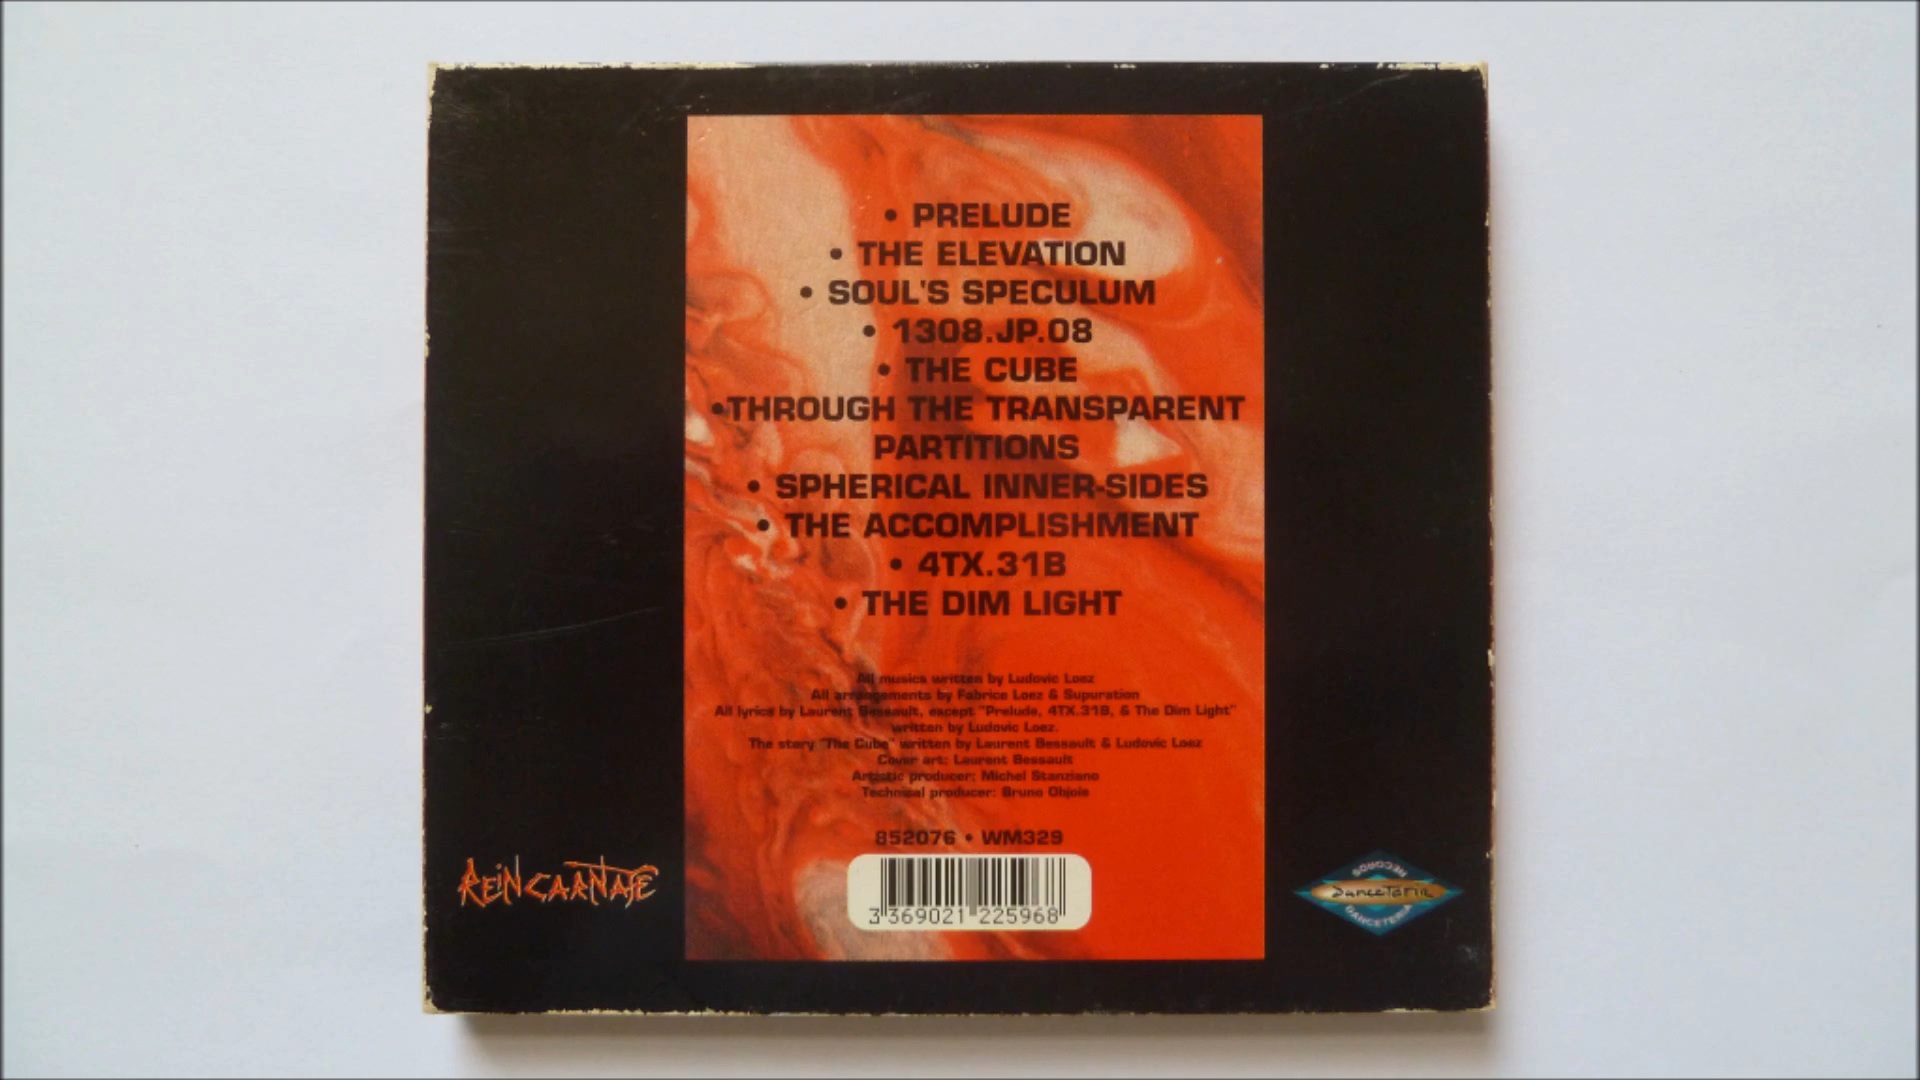 • PRELUDE
• THE ELEVATION
• SOUL'S SPECULUM
• 1308.JP.08
• THE CUBE
•THROUGH THE TRANSPARENT
PARTITIONS
• SPHERICAL INNER-SIDES
• THE ACCOMPLISHMENT
• 4TX.31B
• THE DIM LIGHT
All musics written by Ludovic Loez
All arrangements by Fabrice Loez & Supuration
All lyrics by Laurent Bessault, except "Prelude, 4TX.31B, & The Dim Light"
written by Ludovic Loez.
The story "The Cube" written by Laurent Bessault & Ludovic Loez
Cover art: Laurent Bessault
Artistic producer: Michel Stanziano
Technical producer: Bruno Objoie
852076 • WM329
3 369021 225968
REINCARNATE
RECORDS
Danceteria
DANCETERIA